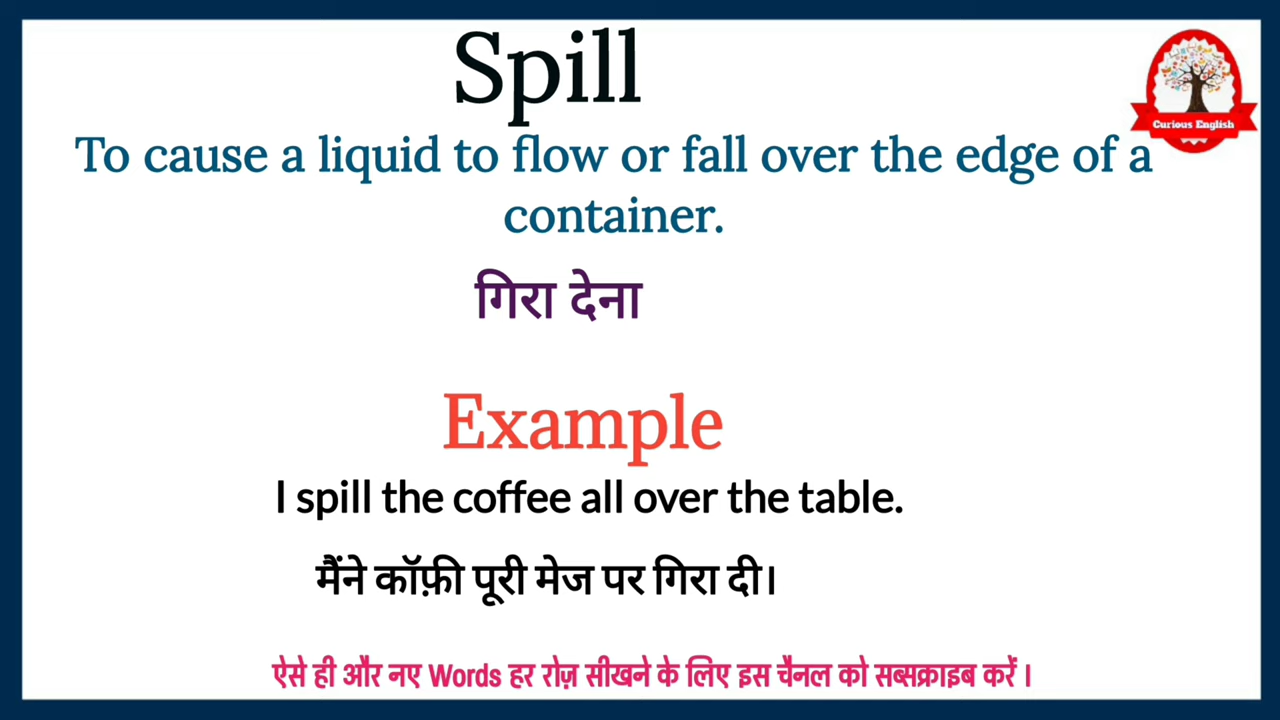 Spill
Curious English
To cause a liquid to flow or fall over the edge of a
container.
गिरा देना
Example
I spill the coffee all over the table.
मैंने कॉफ़ी पूरी मेज पर गिरा दी।
ऐसे ही और नए Words हर रोज़ सीखने के लिए इस चैनल को सब्सक्राइब करें ।